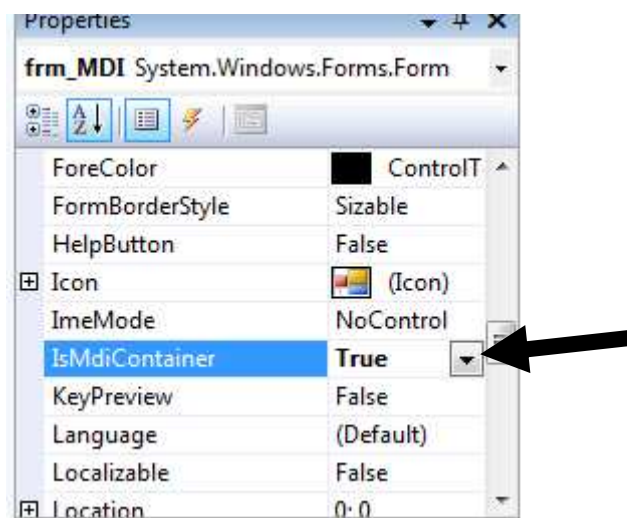 Properties
frm_MDI System.Windows.Forms.Form
A Z
ForeColor ControlT
FormBorderStyle Sizable
HelpButton False
Icon (Icon)
ImeMode NoControl
IsMdiContainer True
KeyPreview False
Language (Default)
Localizable False
Location 0; 0